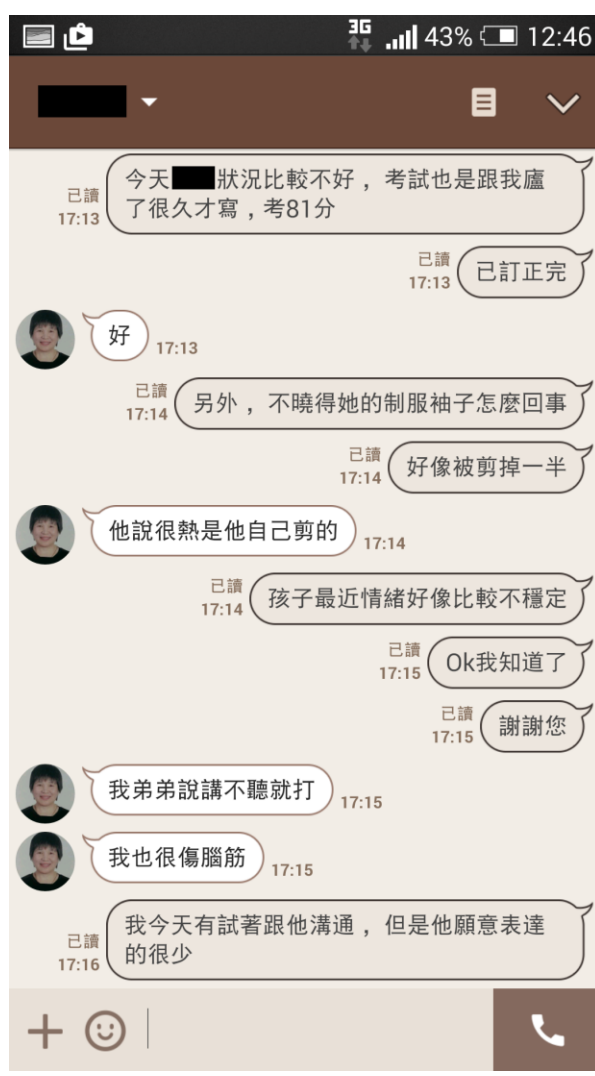 3G 43% 12:46
今天 狀況比較不好，考試也是跟我廬
了很久才寫，考81分
已讀
17:13
已訂正完
已讀
17:13
好
17:13
另外，不曉得她的制服袖子怎麼回事
已讀
17:14
好像被剪掉一半
已讀
17:14
他說很熱是他自己剪的
17:14
孩子最近情緒好像比較不穩定
已讀
17:14
Ok我知道了
已讀
17:15
謝謝您
已讀
17:15
我弟弟說講不聽就打
17:15
我也很傷腦筋
17:15
我今天有試著跟他溝通，但是他願意表達
的很少
已讀
17:16